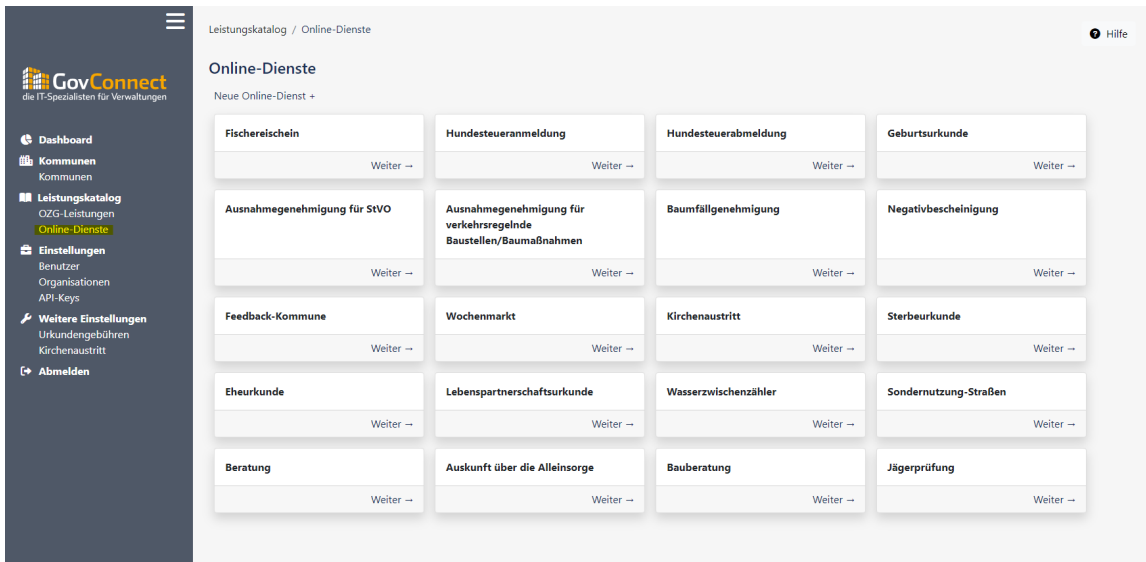 GovConnect
die IT-Spezialisten für Verwaltungen
Dashboard
Kommunen
Kommunen
Leistungskatalog
OZG-Leistungen
Online-Dienste
Einstellungen
Benutzer
Organisationen
API-Keys
Weitere Einstellungen
Urkundengebühren
Kirchenaustritt
Abmelden
Leistungskatalog / Online-Dienste
Hilfe
Online-Dienste
Neue Online-Dienst +
Fischereischein
Weiter →
Hundesteueranmeldung
Weiter →
Hundesteuerabmeldung
Weiter →
Geburtsurkunde
Weiter →
Ausnahmegenehmigung für StVO
Weiter →
Ausnahmegenehmigung für
verkehrsregelnde
Baustellen/Baumaßnahmen
Weiter →
Baumfällgenehmigung
Weiter →
Negativbescheinigung
Weiter →
Feedback-Kommune
Weiter →
Wochenmarkt
Weiter →
Kirchenaustritt
Weiter →
Sterbeurkunde
Weiter →
Eheurkunde
Weiter →
Lebenspartnerschaftsurkunde
Weiter →
Wasserzwischenzähler
Weiter →
Sondernutzung-Straßen
Weiter →
Beratung
Weiter →
Auskunft über die Alleinsorge
Weiter →
Bauberatung
Weiter →
Jägerprüfung
Weiter →